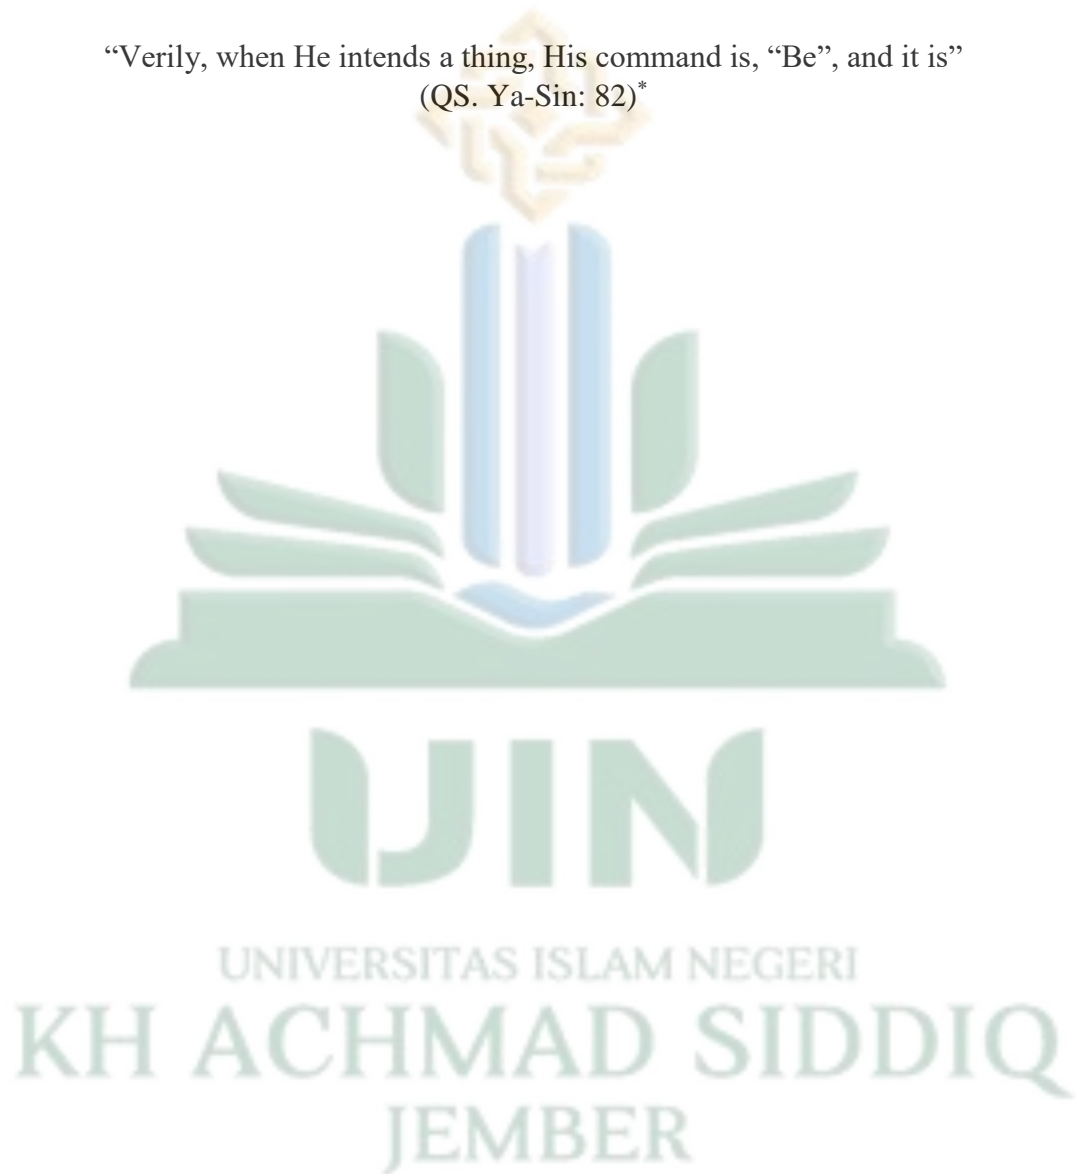 “Verily, when He intends a thing, His command is, “Be”, and it is”
(QS. Ya-Sin: 82)*
UIN
UNIVERSITAS ISLAM NEGERI
KH ACHMAD SIDDIQ
JEMBER